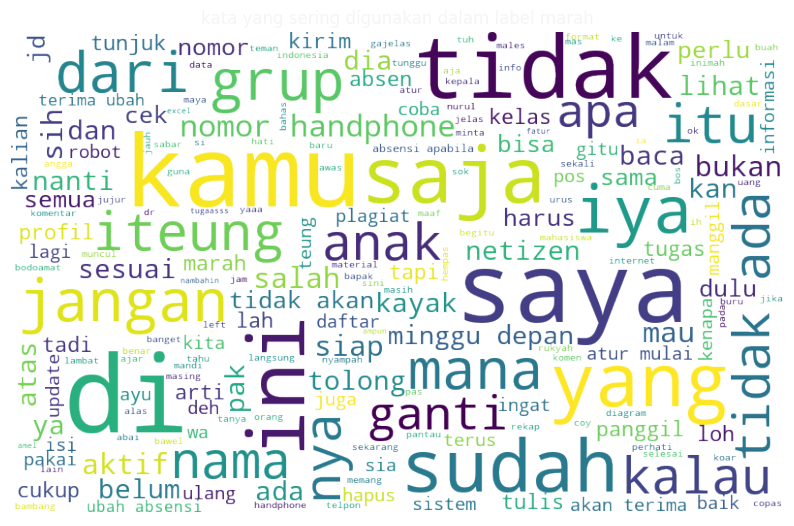 kata yang sering digunakan dalam label marah
tidak
kamu
saja
saya
di
ini
sudah
yang
iya
jangan
iteung
anak
dari
grup
apa
itu
tidak ada
mana
kalau
ganti
nama
nya
nomor handphone
tunjuk
nomor
kirim
dia
absen
perlu
lihat
informasi
jd
sih
dan
cek
coba
kelas
bisa
gitu
baca
bukan
kan
kalian
terima ubah
robot
nanti
semua
profil
lagi
sesuai
marah
salah
teung
plagiat
harus
netizen
tapi
kayak
pos
sama
tugas
manggil
dulu
kenapa
tidak akan
daftar
siap
minggu depan
mau
atur mulai
lah
kita
tadi
atas
update
ya
isi
pakai
aktif
cukup
belum
ubah absensi
ulang
ada
wa
deh
arti
ayu
pak
tolong
juga
sia
hapus
sistem
ingat
terus
tulis
akan terima
baik
loh
panggil
absensi apabila
data
indonesia
teman
gajelas
tunggu
tuh
males
aja
kepala
mas
format
info
ke
untuk
malam
buah
inimah
dasar
maya
excel
atur
bahas
nurul
jelas
minta
fatur
ia
ok
sekali
cuma
bos
uang
angga
jauh
sabar
si
hati
baru
guna
awas
sok
urus
ih
jujur
komentar
dr
tugaasss
yaaa
maaf
begitu
mahasiswa
bodoamat
muncul
nambahin
jam
material
bapak
masih
sini
hempas
internet
pada
buru
jika
left
langsung
nyampah
ampun
banget
benar
lambat
ajar
tahu
mandi
masing
alas
tanya
orang
pas
rukyah
komen
coy
diagram
perhati
selesai
koar
amel
lain
abai
bawel
bambang
handphone
memang
sekarang
telpon
pantau
rekap
copas